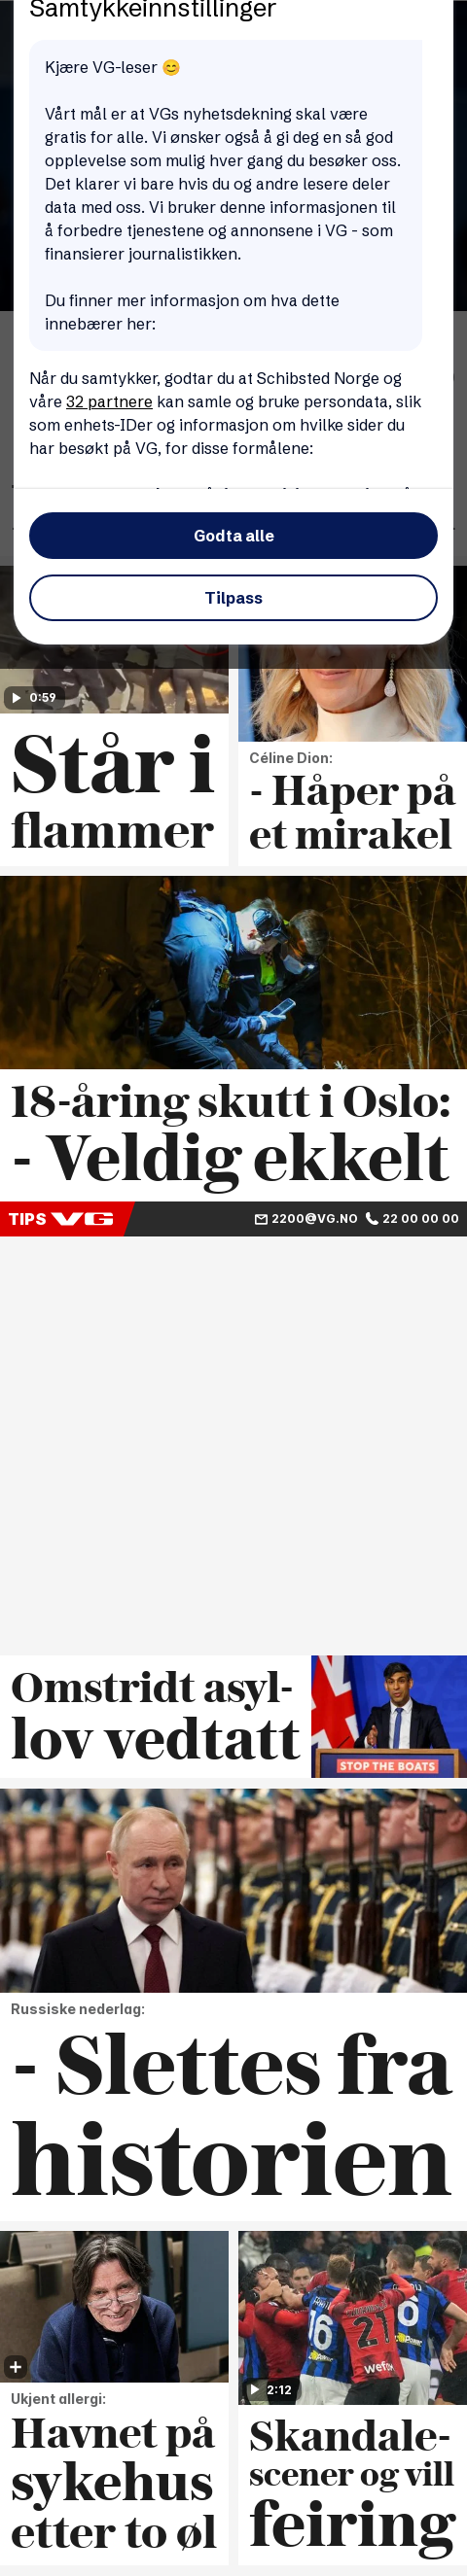 Samtykkeinnstillinger
Kjære VG-leser 😊
Vårt mål er at VGs nyhetsdekning skal være
gratis for alle. Vi ønsker også å gi deg en så god
opplevelse som mulig hver gang du besøker oss.
Det klarer vi bare hvis du og andre lesere deler
data med oss. Vi bruker denne informasjonen til
å forbedre tjenestene og annonsene i VG - som
finansierer journalistikken.
Du finner mer informasjon om hva dette
innebærer her:
Når du samtykker, godtar du at Schibsted Norge og
våre 32 partnere kan samle og bruke persondata, slik
som enhets-IDer og informasjon om hvilke sider du
har besøkt på VG, for disse formålene:
Godta alle
Tilpass
0:59
Står i
flammer
Céline Dion:
- Håper på
et mirakel
18-åring skutt i Oslo:
- Veldig ekkelt
TIPS VG
2200@VG.NO 22 00 00 00
Omstridt asyl-
lov vedtatt
STOP THE BOATS
Russiske nederlag:
- Slettes fra
historien
Ukjent allergi:
Havnet på
sykehus
etter to øl
16
21
wefox
2:12
Skandale-
scener og vill
feiring